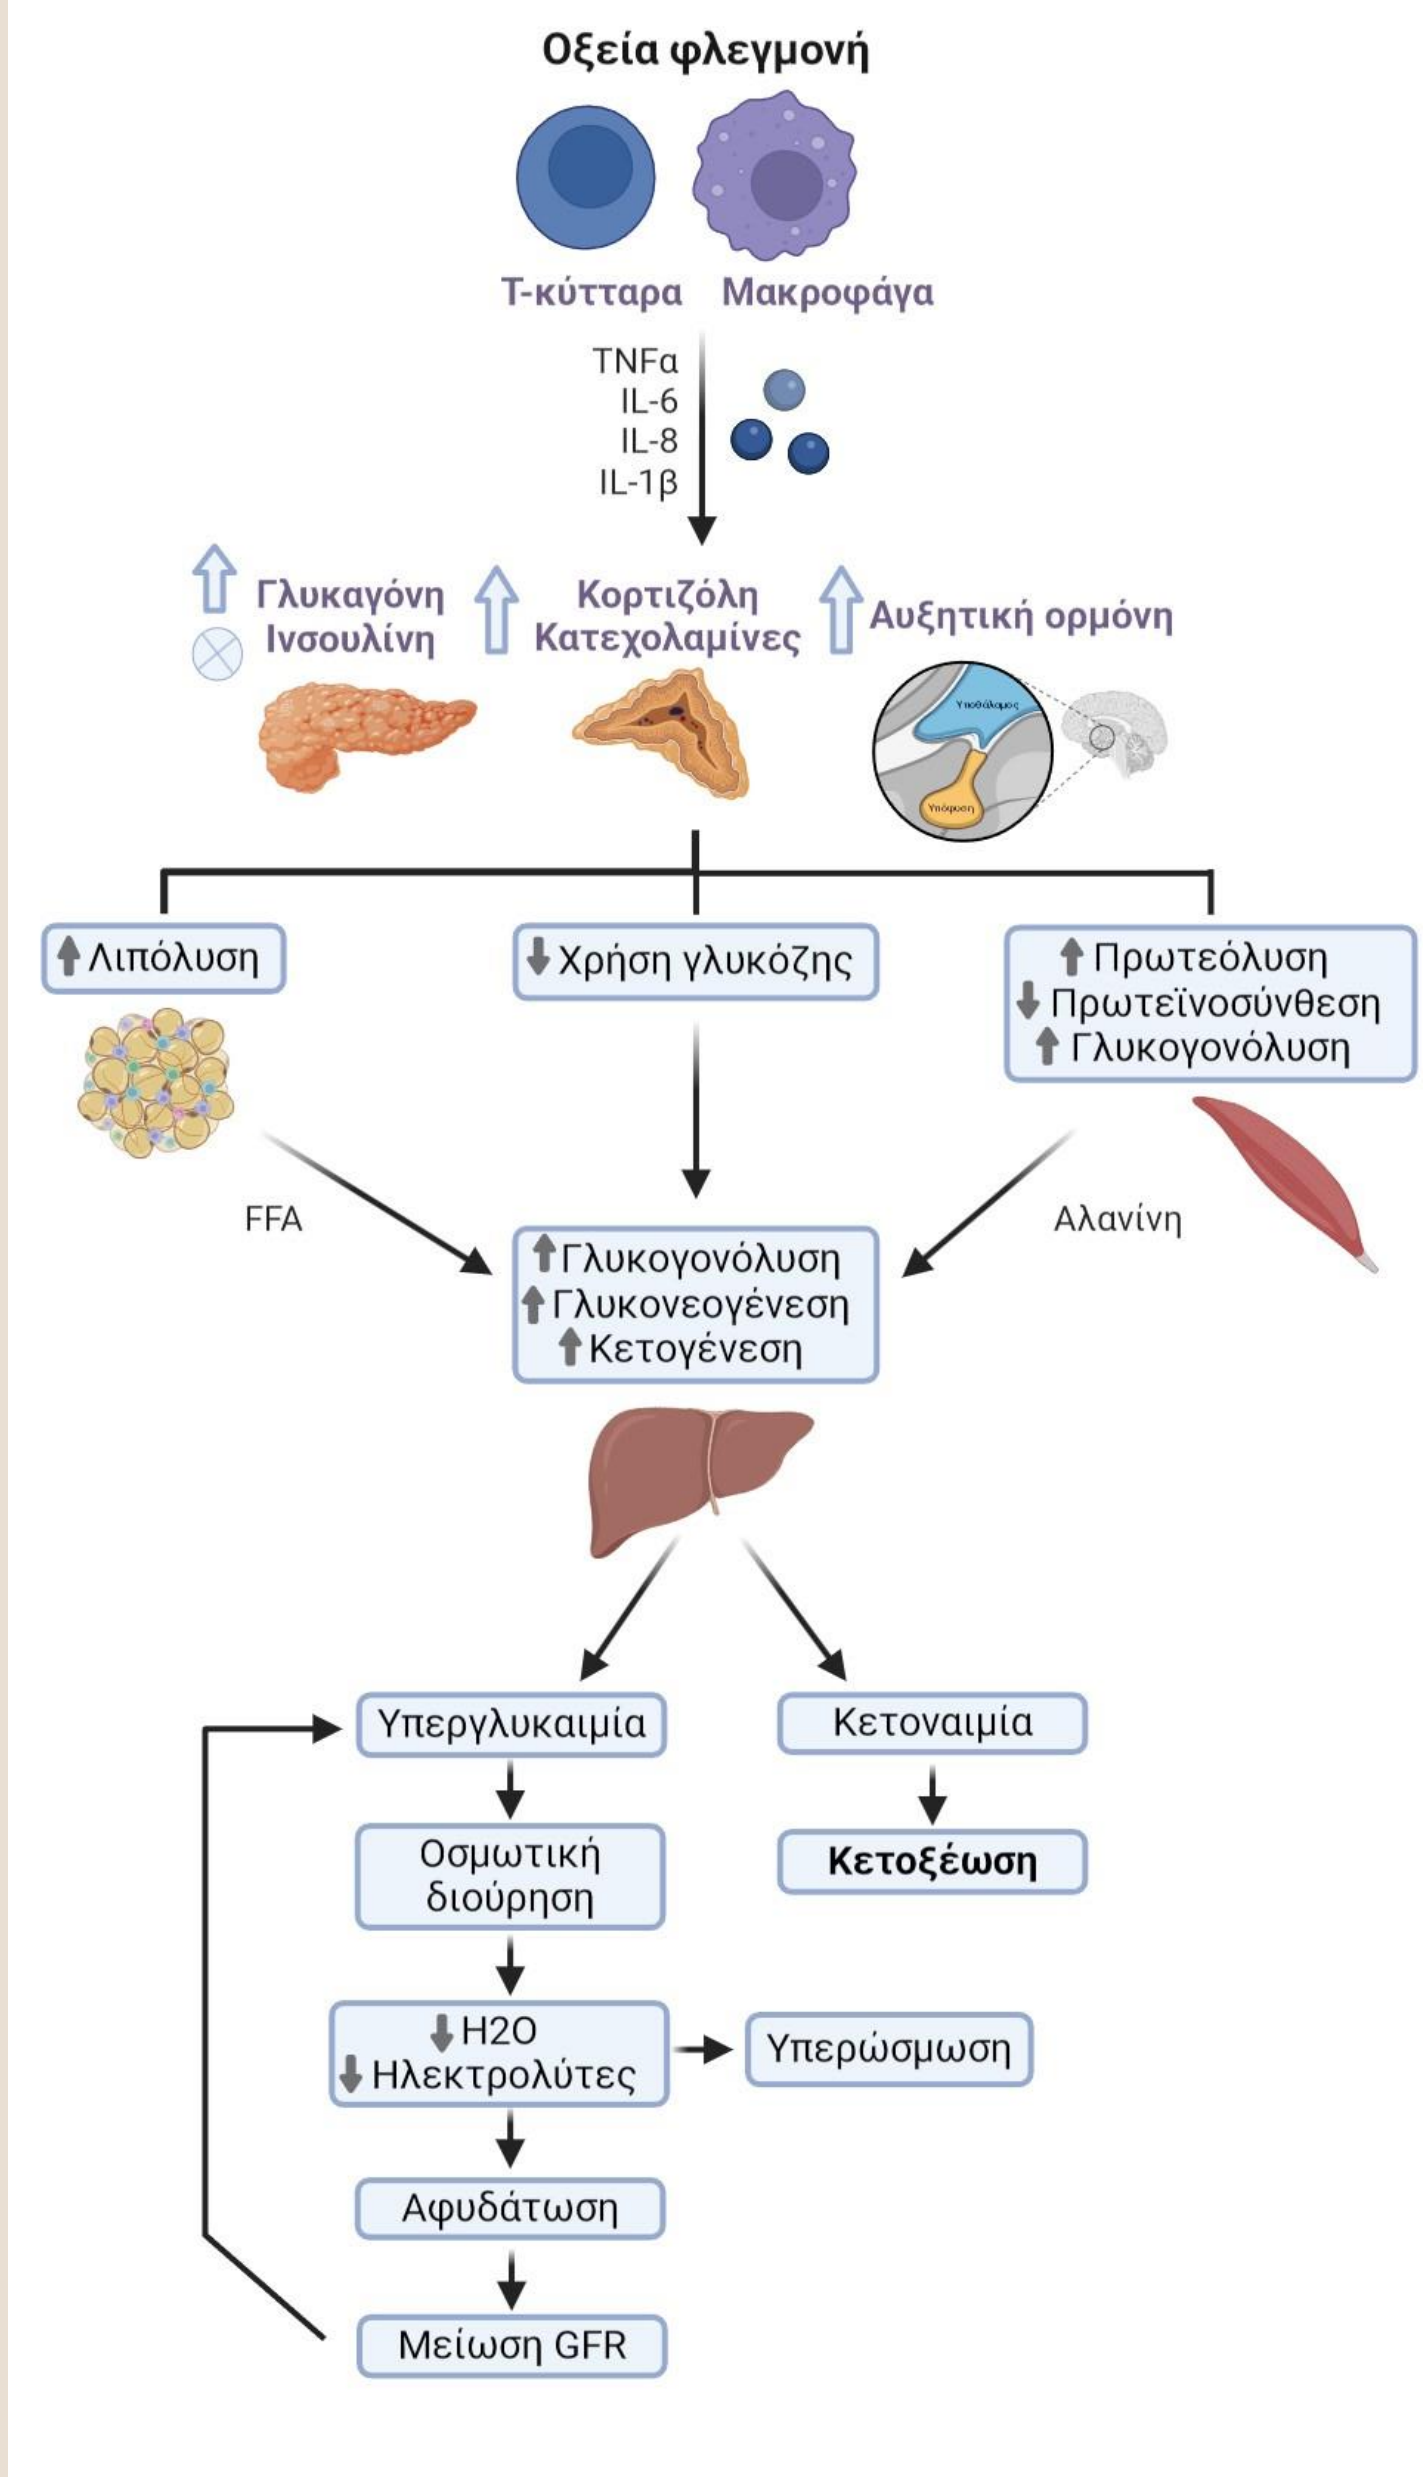 Οξεία φλεγμονή
Τ-κύτταρα Μακροφάγα
TNFα
IL-6
IL-8
IL-1β
Γλυκαγόνη
Ινσουλίνη
Κορτιζόλη
Κατεχολαμίνες
Αυξητική ορμόνη
Υποθάλαμος
Υπόφυση
Λιπόλυση
Χρήση γλυκόζης
Πρωτεόλυση
Πρωτεϊνοσύνθεση
Γλυκογονόλυση
FFA
Αλανίνη
Γλυκογονόλυση
Γλυκονεογένεση
Κετογένεση
Υπεργλυκαιμία
Κετοναιμία
Οσμωτική
διούρηση
Κετοξέωση
H2O
Ηλεκτρολύτες
Υπερώσμωση
Αφυδάτωση
Μείωση GFR